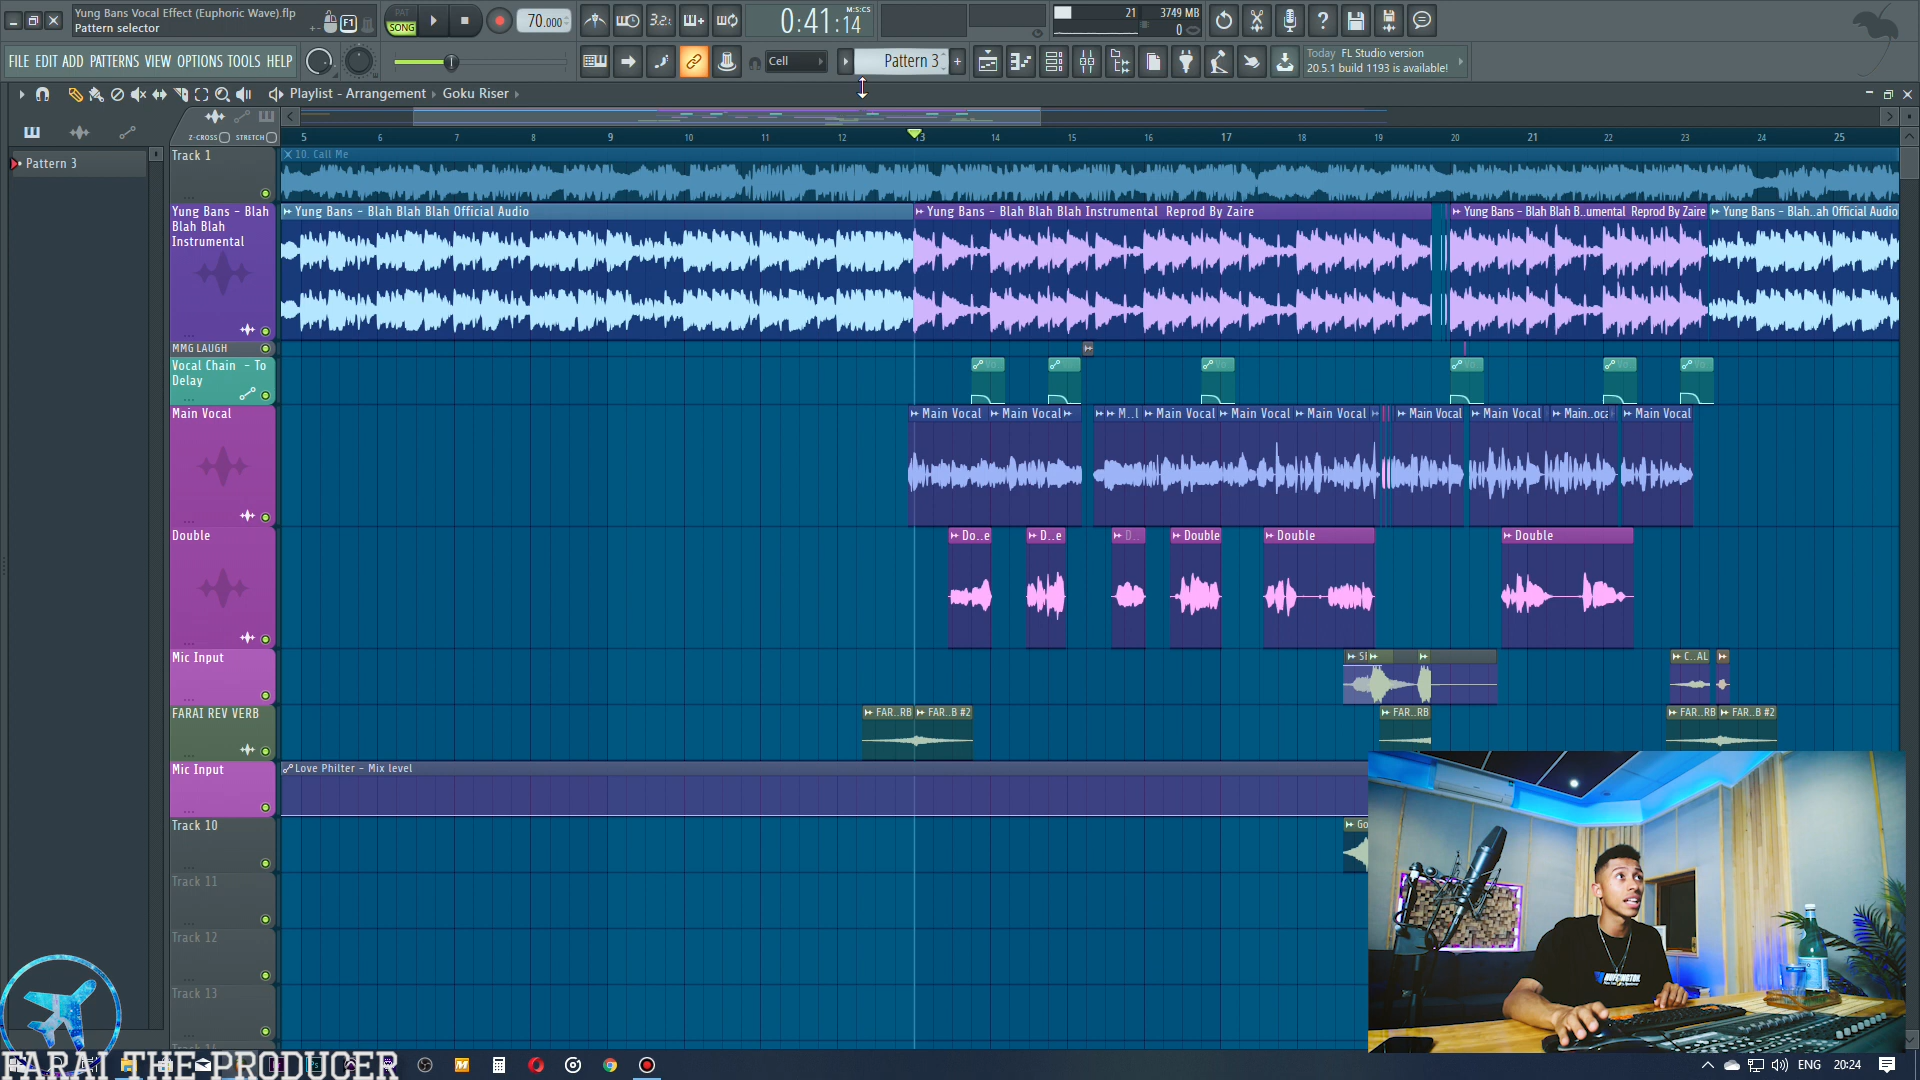 Yung Bans Vocal Effect (Euphoric Wave).flp
Pattern selector
F1
PAT
SONG
70.000
3.2:
0:41:14
M:S:CS
21
3749 MB
0
FILE EDIT ADD PATTERNS VIEW OPTIONS TOOLS HELP
Cell
Pattern 3
Today FL Studio version
20.5.1 build 1193 is available!
Playlist - Arrangement
Goku Riser
Z-CROSS
STRETCH
5 6 7 8 9 10 11 12 13 14 15 16 17 18 19 20 21 22 23 24 25
Pattern 3
Track 1
10. Call Me
Yung Bans - Blah Blah Blah Instrumental
Yung Bans - Blah Blah Blah Official Audio
Yung Bans - Blah Blah Blah Instrumental Reprod By Zaire
Yung Bans - Blah Blah B..umental Reprod By Zaire
Yung Bans - Blah..ah Official Audio
MMG LAUGH
Vocal Chain - To Delay
Main Vocal
Main Vocal
Main Vocal
M..l
Main Vocal
Main Vocal
Main Vocal
Main Vocal
Main Vocal
Main..oca
Main Vocal
Double
Do..e
D..e
D..
Double
Double
Double
Mic Input
C..AL
FARAI REV VERB
FAR..RB
FAR..B #2
FAR..RB
FAR..RB
FAR..B #2
Mic Input
Love Philter - Mix level
Track 10
Go
Track 11
Track 12
Track 13
FARAI THE PRODUCER
ENG
20:24